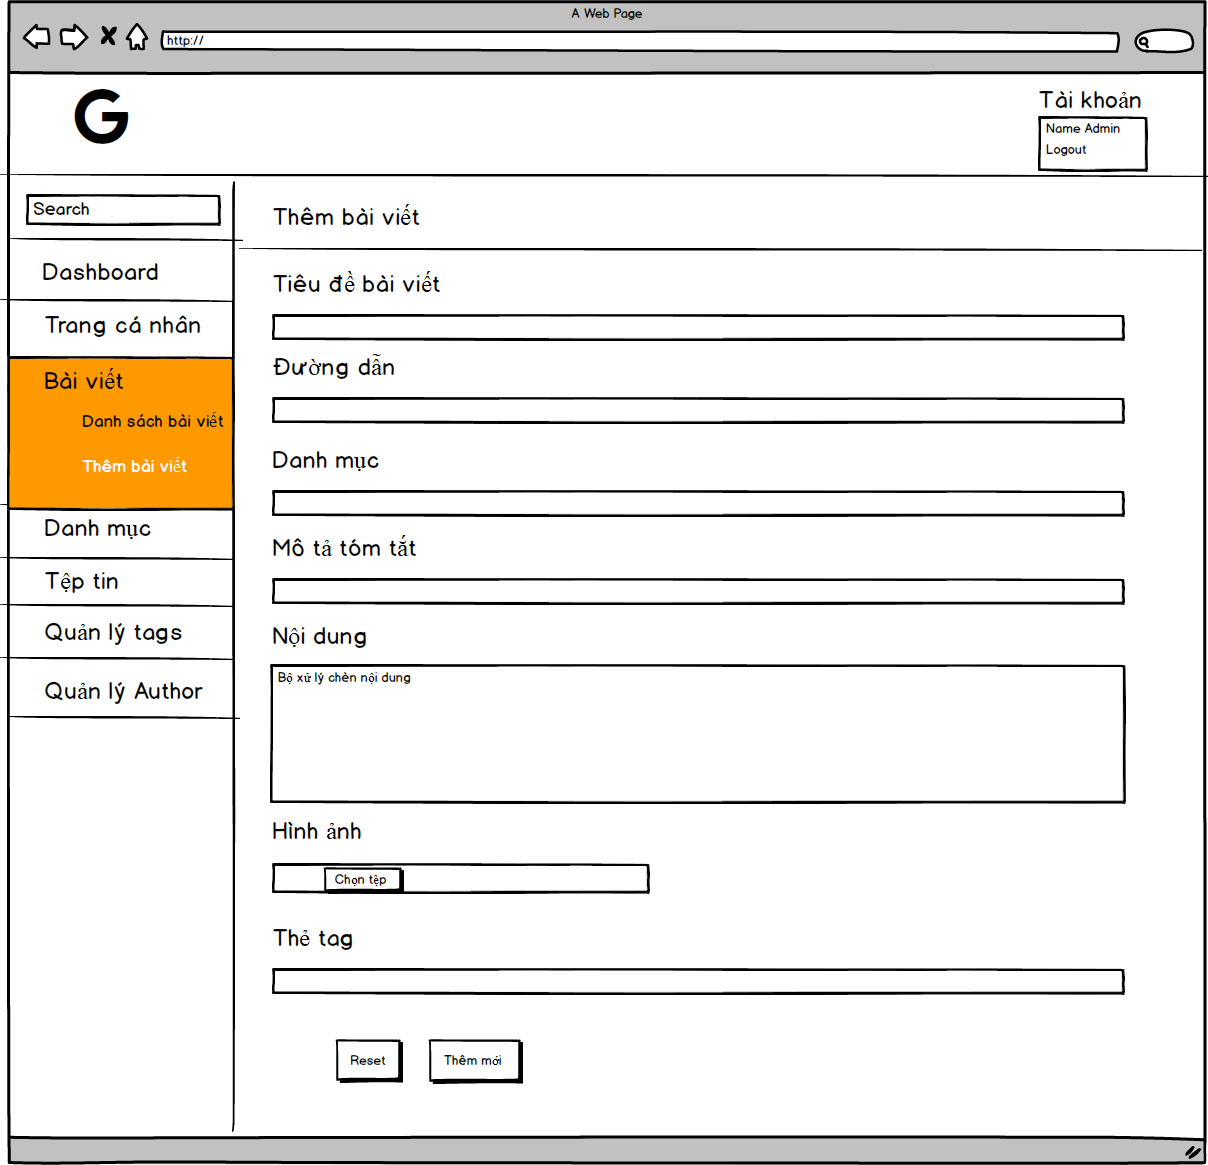 A Web Page
http://
G
Tài khoản
Name Admin
Logout
Search
Dashboard
Trang cá nhân
Bài viết
Danh sách bài viết
Thêm bài viết
Danh mục
Tệp tin
Quản lý tags
Quản lý Author
Thêm bài viết
Tiêu đề bài viết
Đường dẫn
Danh mục
Mô tả tóm tắt
Nội dung
Bộ xử lý chèn nội dung
Hình ảnh
Chọn tệp
Thẻ tag
Reset
Thêm mới